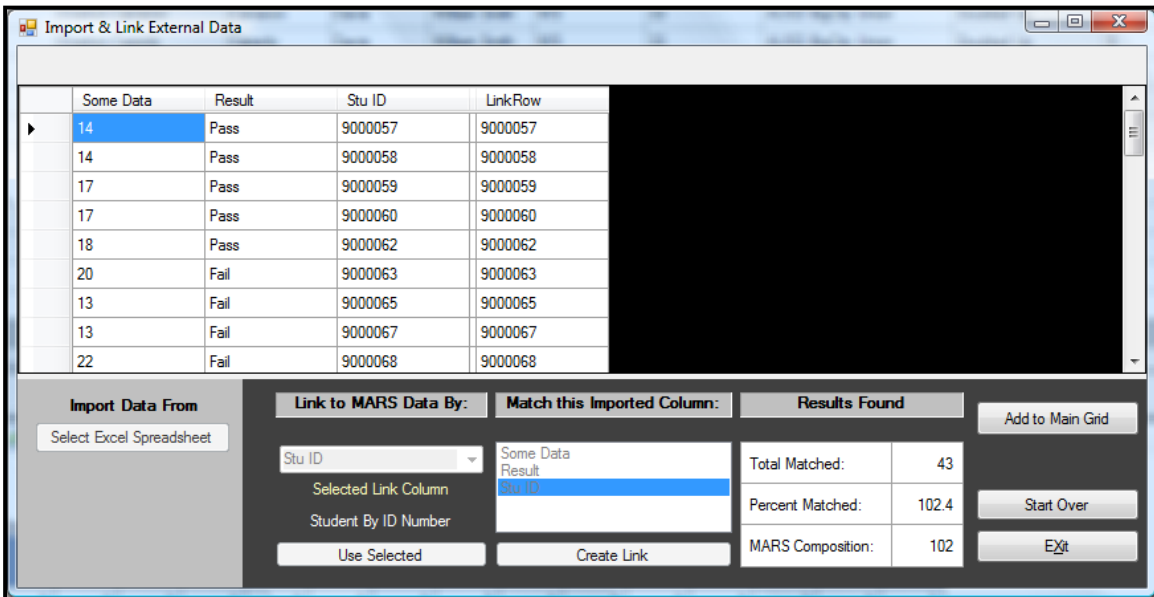 Import & Link External Data
Some Data Result Stu ID LinkRow
14 Pass 9000057 9000057
14 Pass 9000058 9000058
17 Pass 9000059 9000059
17 Pass 9000060 9000060
18 Pass 9000062 9000062
20 Fail 9000063 9000063
13 Fail 9000065 9000065
13 Fail 9000067 9000067
22 Fail 9000068 9000068
Import Data From
Select Excel Spreadsheet
Link to MARS Data By:
Stu ID
Selected Link Column
Student By ID Number
Use Selected
Match this Imported Column:
Some Data
Result
Stu ID
Create Link
Results Found
Total Matched: 43
Percent Matched: 102.4
MARS Composition: 102
Add to Main Grid
Start Over
EXit